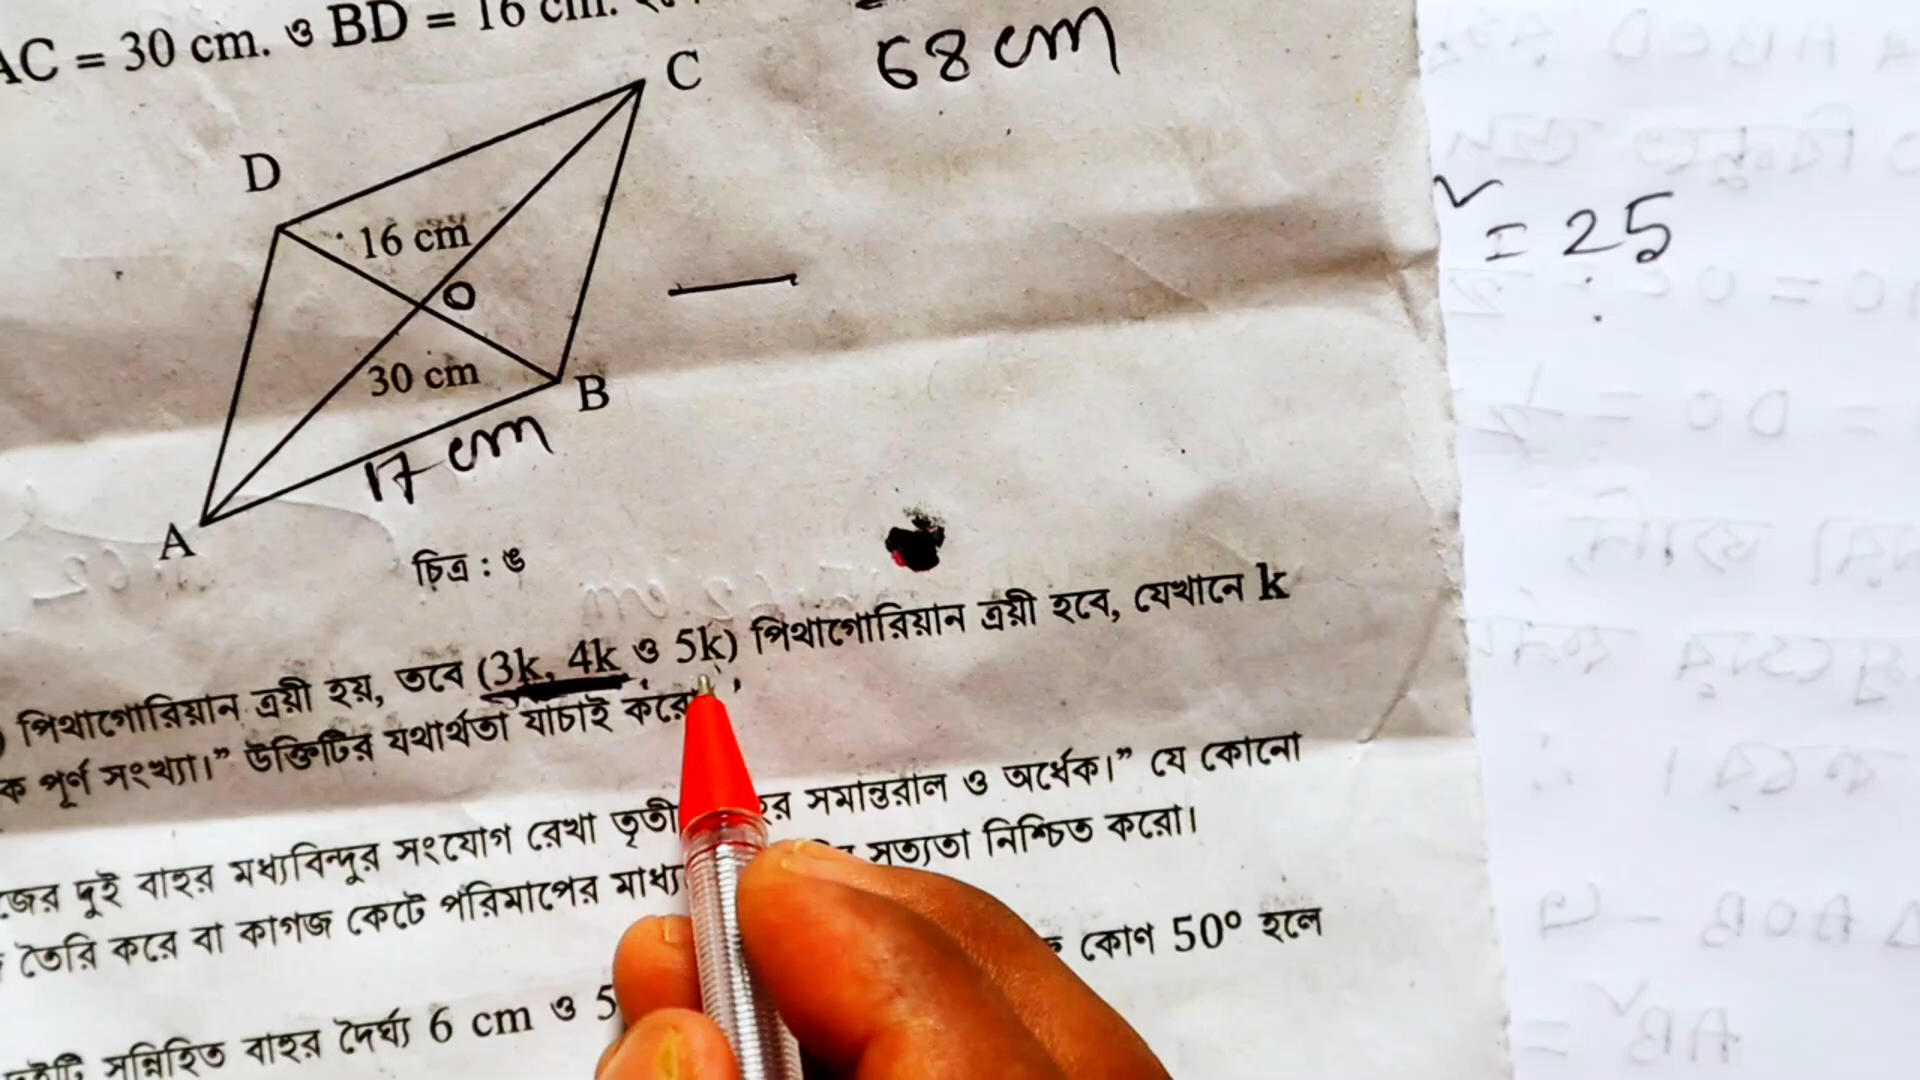 AC = 30 cm. ও BD = 16 cm.
68 cm
C
D
16 cm
= 25
O
30 cm
B
17 cm
A
চিত্র : ঙ
পিথাগোরিয়ান ত্রয়ী হয়, তবে (3k, 4k ও 5k) পিথাগোরিয়ান ত্রয়ী হবে, যেখানে k
ক পূর্ণ সংখ্যা।” উক্তিটির যথার্থতা যাচাই করো
দুই বাহুর মধ্যবিন্দুর সংযোগ রেখা সমান্তরাল ও অর্ধেক।” যে কোনো
তৈরি করে বা কাগজ কেটে পরিমাপের সত্যতা নিশ্চিত করো।
কোণ 50° হলে
সন্নিহিত বাহুর দৈর্ঘ্য 6 cm ও 5